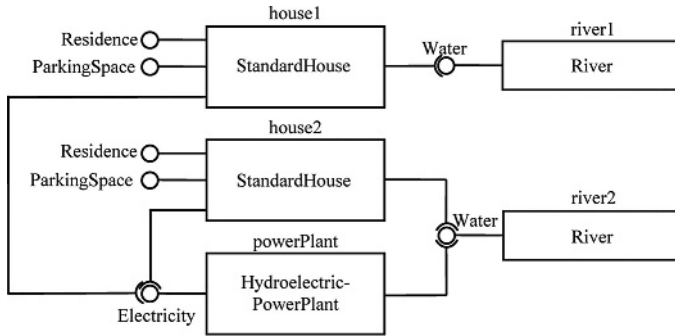 house1
river1
Residence
Water
ParkingSpace
StandardHouse
River
house2
Residence
ParkingSpace
StandardHouse
river2
Water
River
powerPlant
Hydroelectric-
PowerPlant
Electricity